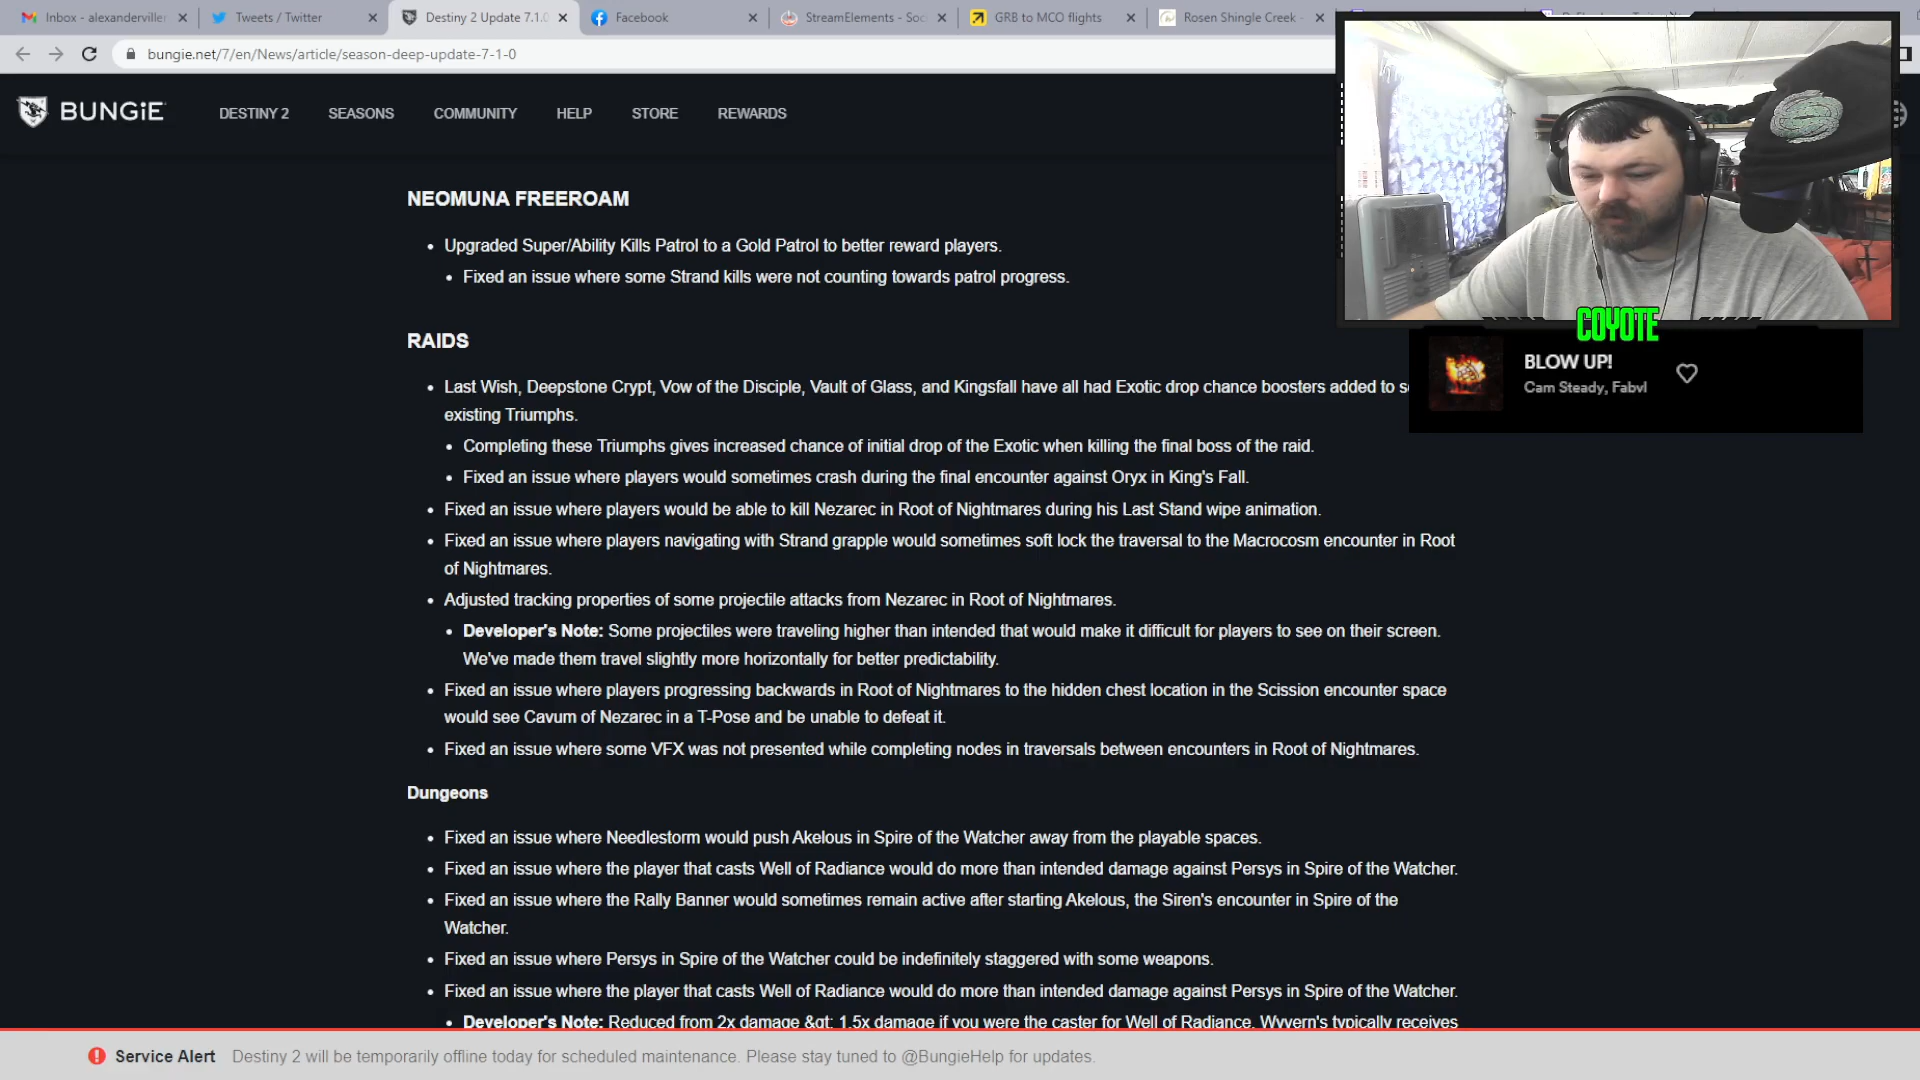 Inbox - alexanderville
Tweets / Twitter
Destiny 2 Update 7.1.0
Facebook
StreamElements - Soc
GRB to MCO flights
Rosen Shingle Creek -
bungie.net/7/en/News/article/season-deep-update-7-1-0
BUNGiE
DESTINY 2
SEASONS
COMMUNITY
HELP
STORE
REWARDS
NEOMUNA FREEROAM
• Upgraded Super/Ability Kills Patrol to a Gold Patrol to better reward players.
• Fixed an issue where some Strand kills were not counting towards patrol progress.
COYOTE
BLOW UP!
Cam Steady, Fabvl
RAIDS
• Last Wish, Deepstone Crypt, Vow of the Disciple, Vault of Glass, and Kingsfall have all had Exotic drop chance boosters added to
existing Triumphs.
• Completing these Triumphs gives increased chance of initial drop of the Exotic when killing the final boss of the raid.
• Fixed an issue where players would sometimes crash during the final encounter against Oryx in King's Fall.
• Fixed an issue where players would be able to kill Nezarec in Root of Nightmares during his Last Stand wipe animation.
• Fixed an issue where players navigating with Strand grapple would sometimes soft lock the traversal to the Macrocosm encounter in Root
of Nightmares.
• Adjusted tracking properties of some projectile attacks from Nezarec in Root of Nightmares.
• Developer's Note: Some projectiles were traveling higher than intended that would make it difficult for players to see on their screen.
We've made them travel slightly more horizontally for better predictability.
• Fixed an issue where players progressing backwards in Root of Nightmares to the hidden chest location in the Scission encounter space
would see Cavum of Nezarec in a T-Pose and be unable to defeat it.
• Fixed an issue where some VFX was not presented while completing nodes in traversals between encounters in Root of Nightmares.
Dungeons
• Fixed an issue where Needlestorm would push Akelous in Spire of the Watcher away from the playable spaces.
• Fixed an issue where the player that casts Well of Radiance would do more than intended damage against Persys in Spire of the Watcher.
• Fixed an issue where the Rally Banner would sometimes remain active after starting Akelous, the Siren's encounter in Spire of the
Watcher.
• Fixed an issue where Persys in Spire of the Watcher could be indefinitely staggered with some weapons.
• Fixed an issue where the player that casts Well of Radiance would do more than intended damage against Persys in Spire of the Watcher.
• Developer's Note: Reduced from 2x damage &gt; 1.5x damage if you were the caster for Well of Radiance. Wyvern's typically receives
Service Alert Destiny 2 will be temporarily offline today for scheduled maintenance. Please stay tuned to @BungieHelp for updates.